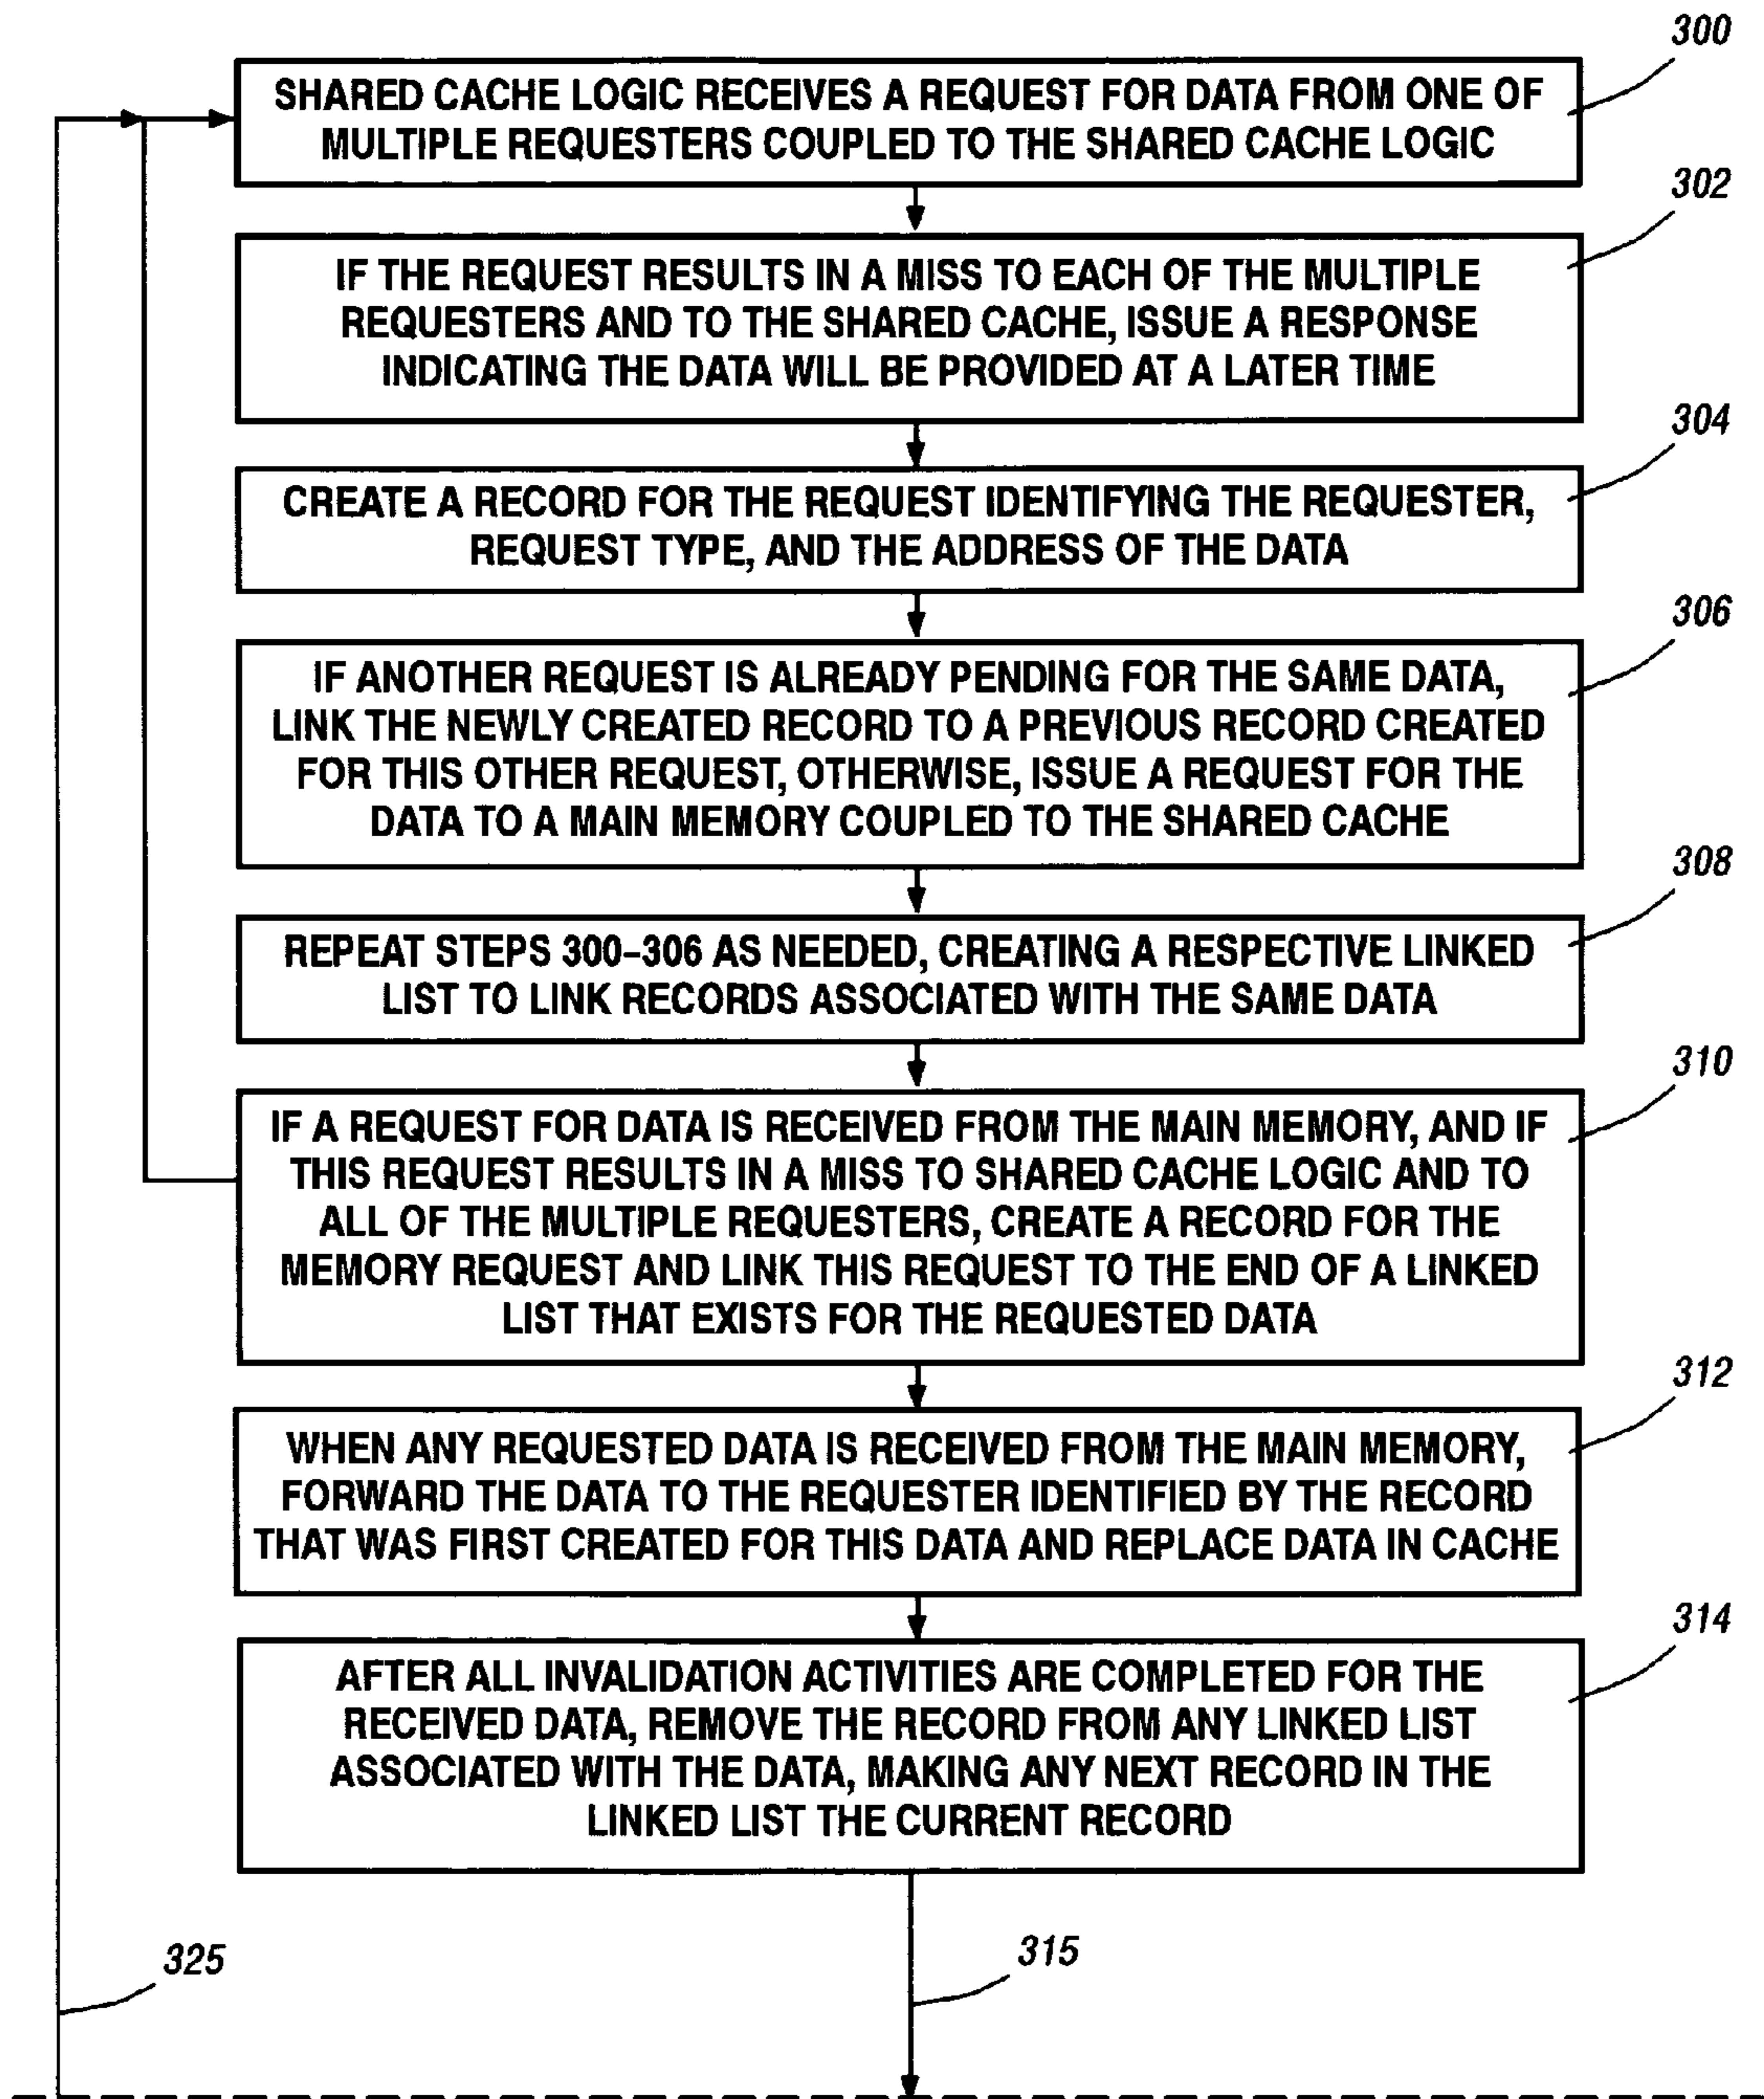 300
SHARED CACHE LOGIC RECEIVES A REQUEST FOR DATA FROM ONE OF
MULTIPLE REQUESTERS COUPLED TO THE SHARED CACHE LOGIC
302
IF THE REQUEST RESULTS IN A MISS TO EACH OF THE MULTIPLE
REQUESTERS AND TO THE SHARED CACHE, ISSUE A RESPONSE
INDICATING THE DATA WILL BE PROVIDED AT A LATER TIME
304
CREATE A RECORD FOR THE REQUEST IDENTIFYING THE REQUESTER,
REQUEST TYPE, AND THE ADDRESS OF THE DATA
306
IF ANOTHER REQUEST IS ALREADY PENDING FOR THE SAME DATA,
LINK THE NEWLY CREATED RECORD TO A PREVIOUS RECORD CREATED
FOR THIS OTHER REQUEST, OTHERWISE, ISSUE A REQUEST FOR THE
DATA TO A MAIN MEMORY COUPLED TO THE SHARED CACHE
308
REPEAT STEPS 300–306 AS NEEDED, CREATING A RESPECTIVE LINKED
LIST TO LINK RECORDS ASSOCIATED WITH THE SAME DATA
310
IF A REQUEST FOR DATA IS RECEIVED FROM THE MAIN MEMORY, AND IF
THIS REQUEST RESULTS IN A MISS TO SHARED CACHE LOGIC AND TO
ALL OF THE MULTIPLE REQUESTERS, CREATE A RECORD FOR THE
MEMORY REQUEST AND LINK THIS REQUEST TO THE END OF A LINKED
LIST THAT EXISTS FOR THE REQUESTED DATA
312
WHEN ANY REQUESTED DATA IS RECEIVED FROM THE MAIN MEMORY,
FORWARD THE DATA TO THE REQUESTER IDENTIFIED BY THE RECORD
THAT WAS FIRST CREATED FOR THIS DATA AND REPLACE DATA IN CACHE
314
AFTER ALL INVALIDATION ACTIVITIES ARE COMPLETED FOR THE
RECEIVED DATA, REMOVE THE RECORD FROM ANY LINKED LIST
ASSOCIATED WITH THE DATA, MAKING ANY NEXT RECORD IN THE
LINKED LIST THE CURRENT RECORD
325
315